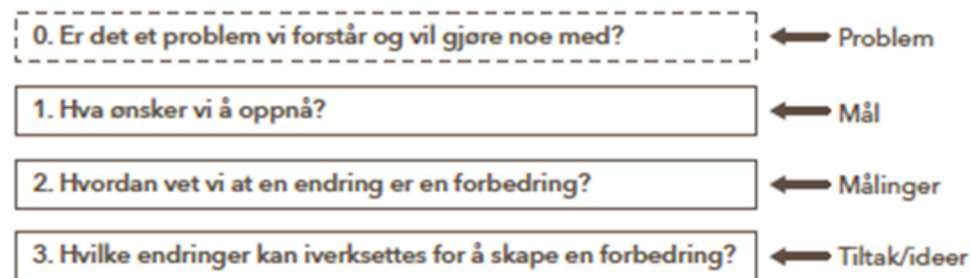 0. Er det et problem vi forstår og vil gjøre noe med? Problem
1. Hva ønsker vi å oppnå? Mål
2. Hvordan vet vi at en endring er en forbedring? Målinger
3. Hvilke endringer kan iverksettes for å skape en forbedring? Tiltak/ideer